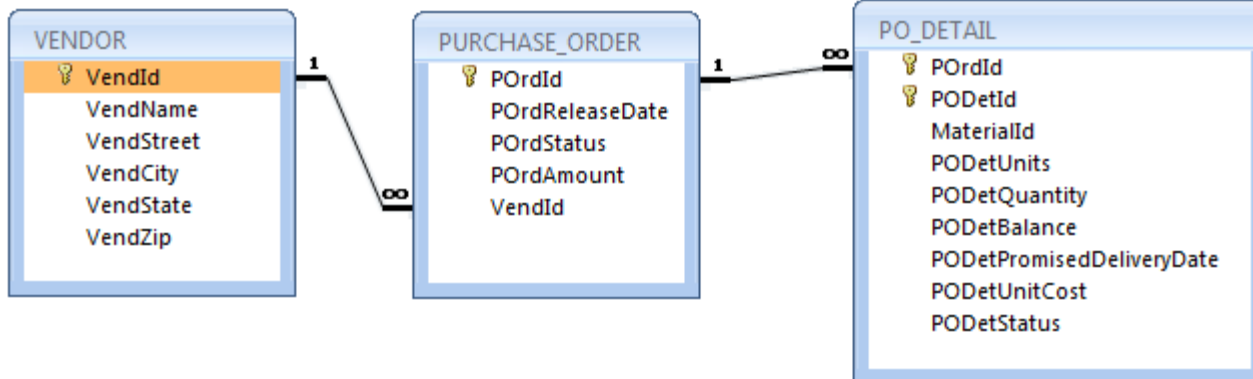 VENDOR
VendId
VendName
VendStreet
VendCity
VendState
VendZip
1
∞
PURCHASE_ORDER
POrdId
POrdReleaseDate
POrdStatus
POrdAmount
VendId
1
∞
PO_DETAIL
POrdId
PODetId
MaterialId
PODetUnits
PODetQuantity
PODetBalance
PODetPromisedDeliveryDate
PODetUnitCost
PODetStatus